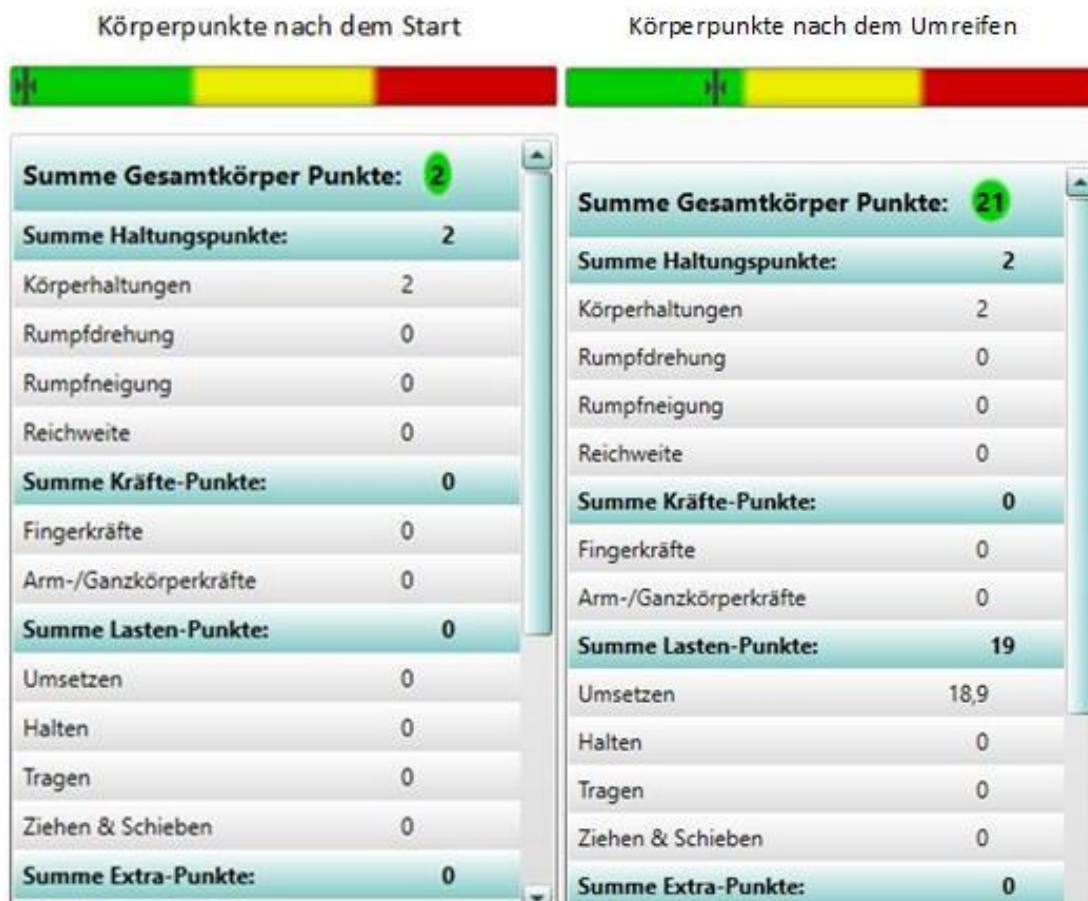 Körperpunkte nach dem Start
Summe Gesamtkörper Punkte: 2
Summe Haltungspunkte: 2
Körperhaltungen 2
Rumpfdrehung 0
Rumpfneigung 0
Reichweite 0
Summe Kräfte-Punkte: 0
Fingerkräfte 0
Arm-/Ganzkörperkräfte 0
Summe Lasten-Punkte: 0
Umsetzen 0
Halten 0
Tragen 0
Ziehen & Schieben 0
Summe Extra-Punkte: 0
Körperpunkte nach dem Umreifen
Summe Gesamtkörper Punkte: 21
Summe Haltungspunkte: 2
Körperhaltungen 2
Rumpfdrehung 0
Rumpfneigung 0
Reichweite 0
Summe Kräfte-Punkte: 0
Fingerkräfte 0
Arm-/Ganzkörperkräfte 0
Summe Lasten-Punkte: 19
Umsetzen 18,9
Halten 0
Tragen 0
Ziehen & Schieben 0
Summe Extra-Punkte: 0